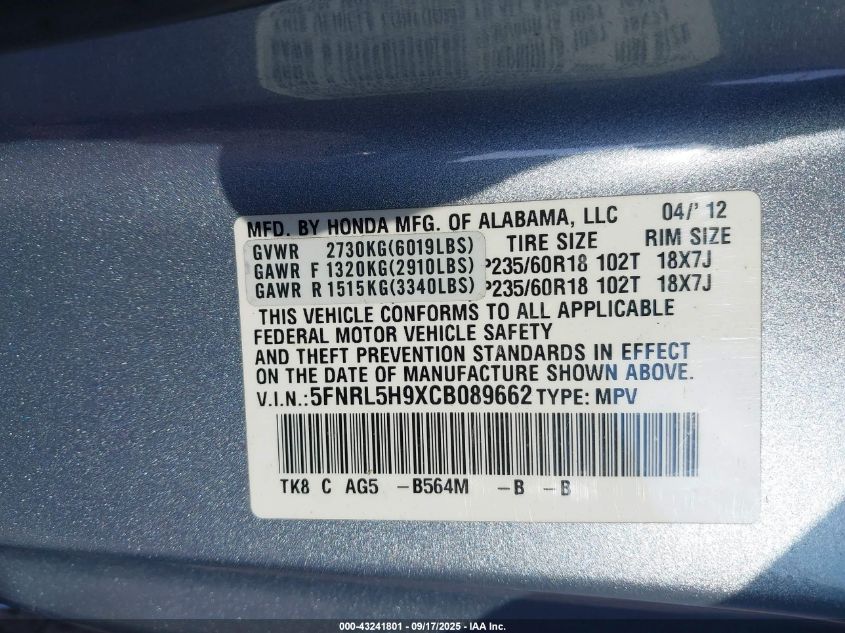 MFD. BY HONDA MFG. OF ALABAMA, LLC 04/' 12
GVWR 2730KG(6019LBS) TIRE SIZE RIM SIZE
GAWR F 1320KG(2910LBS) P235/60R18 102T 18X7J
GAWR R 1515KG(3340LBS) P235/60R18 102T 18X7J
THIS VEHICLE CONFORMS TO ALL APPLICABLE
FEDERAL MOTOR VEHICLE SAFETY
AND THEFT PREVENTION STANDARDS IN EFFECT
ON THE DATE OF MANUFACTURE SHOWN ABOVE.
V.I.N.:5FNRL5H9XCB089662 TYPE: MPV
TK8 C AG5 -B564M -B -B
000-43241801 - 09/17/2025 - IAA Inc.